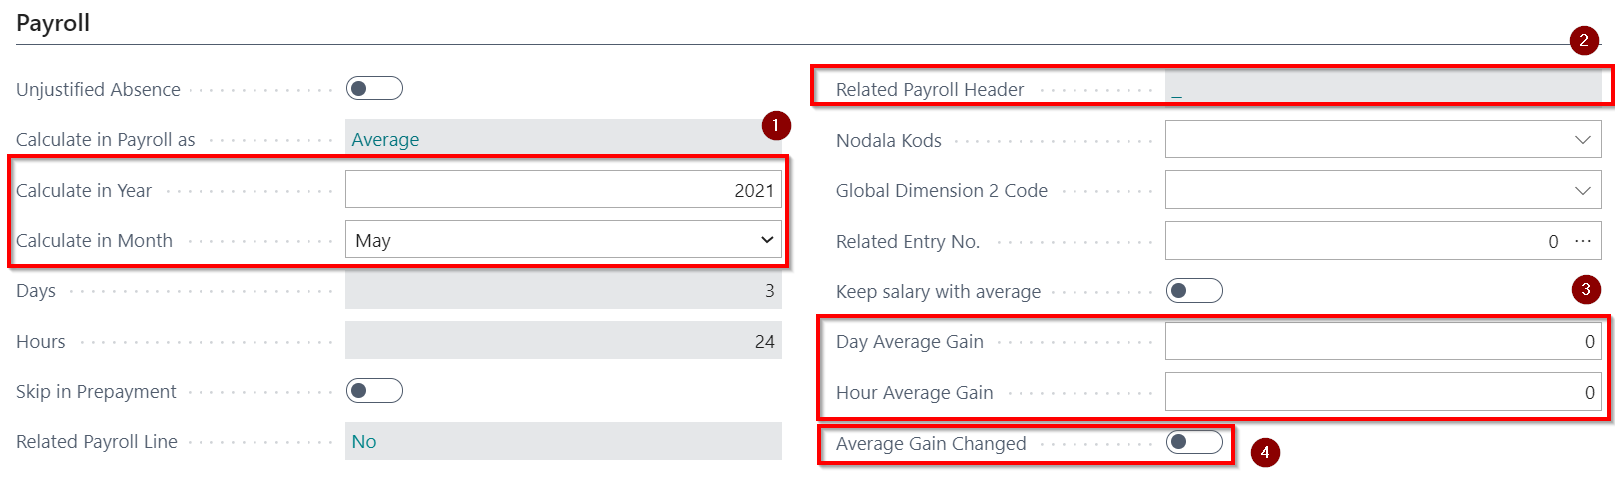 Payroll
Unjustified Absence
Calculate in Payroll as Average
1
Calculate in Year 2021
Calculate in Month May
Days 3
Hours 24
Skip in Prepayment
Related Payroll Line No
2
Related Payroll Header _
Nodala Kods
Global Dimension 2 Code
Related Entry No. 0 ···
Keep salary with average
3
Day Average Gain 0
Hour Average Gain 0
Average Gain Changed
4